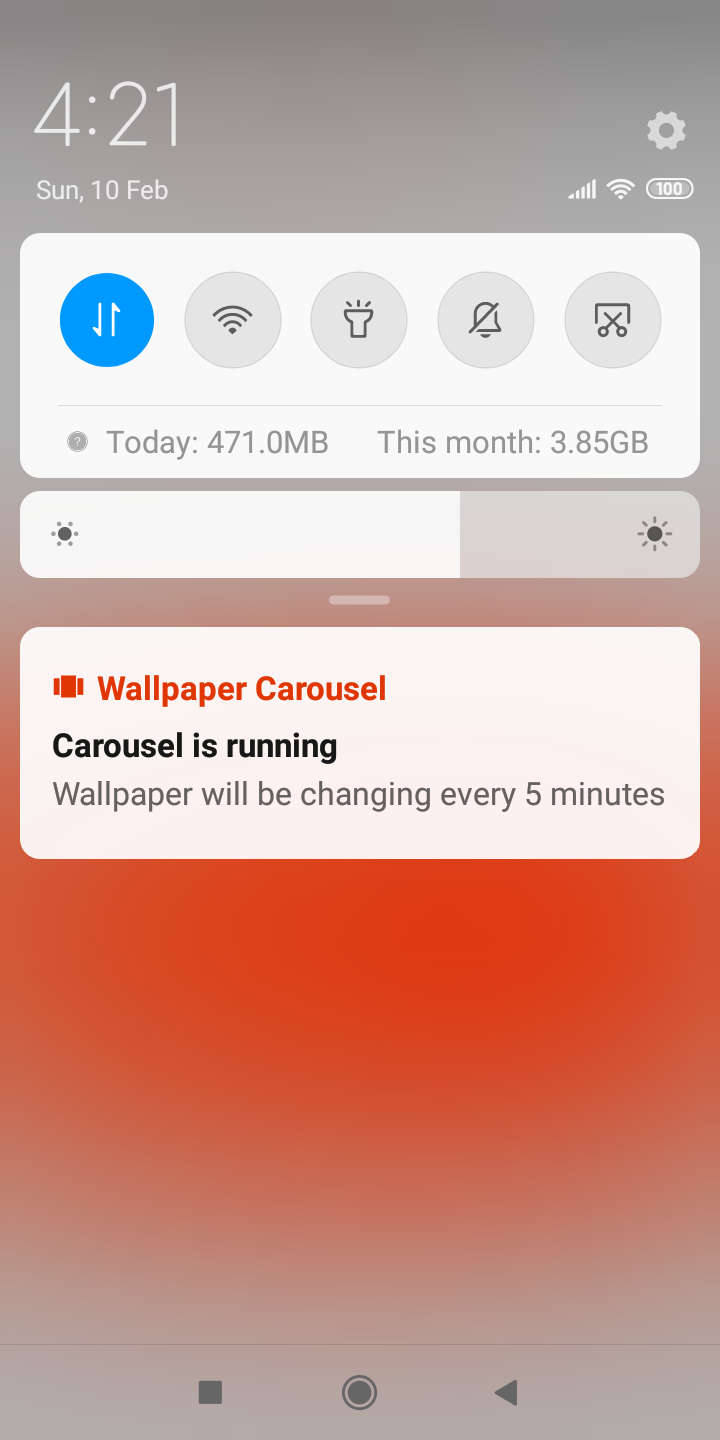 4:21
Sun, 10 Feb
100
Today: 471.0MB This month: 3.85GB
Wallpaper Carousel
Carousel is running
Wallpaper will be changing every 5 minutes